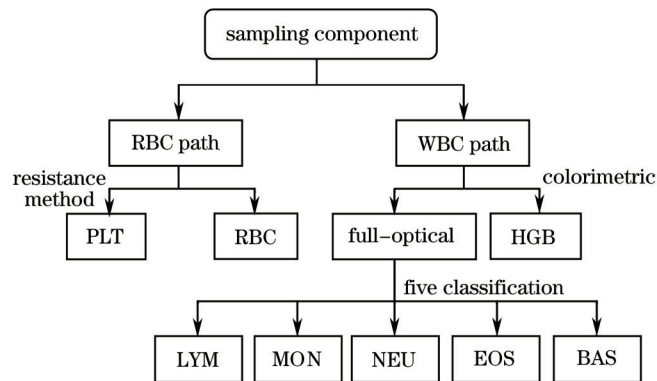 sampling component
RBC path
WBC path
resistance
method
colorimetric
PLT
RBC
full-optical
HGB
five classification
LYM
MON
NEU
EOS
BAS